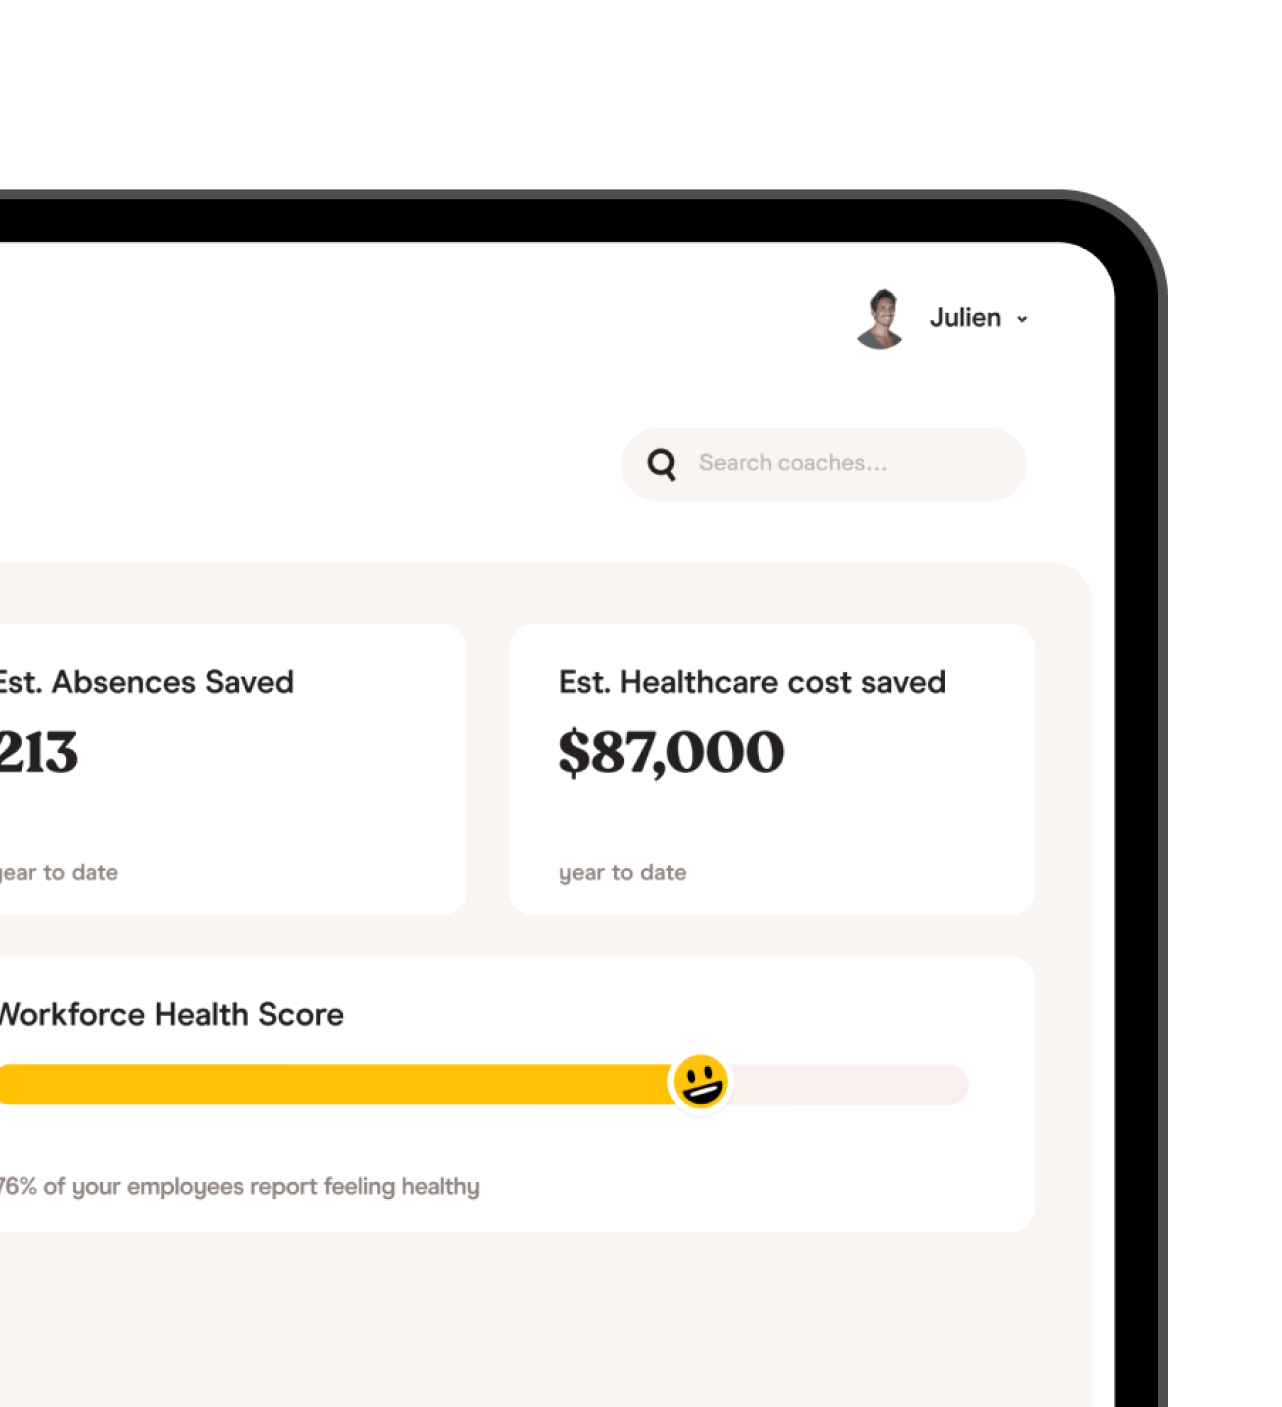 Julien
Search coaches...
Est. Absences Saved
213
year to date
Est. Healthcare cost saved
$87,000
year to date
Workforce Health Score
76% of your employees report feeling healthy